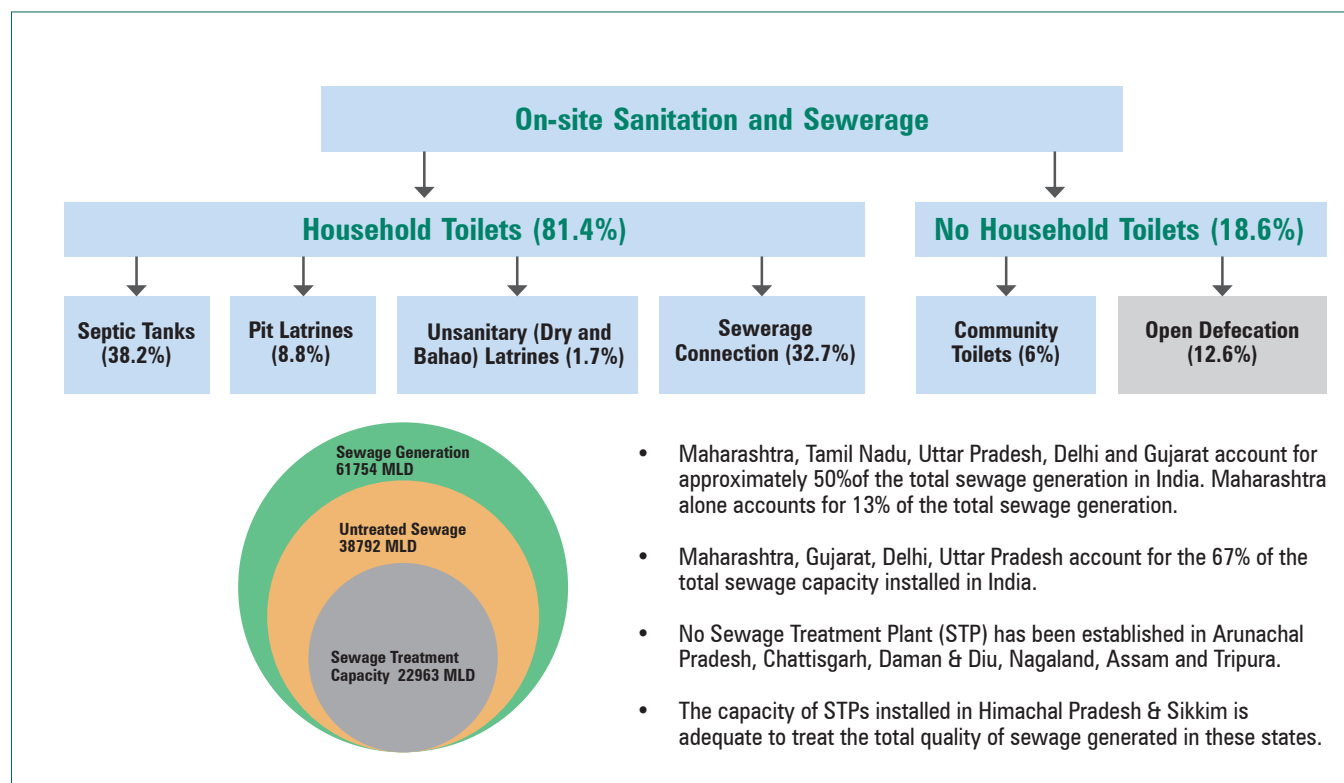 On-site Sanitation and Sewerage
Household Toilets (81.4%)
No Household Toilets (18.6%)
Septic Tanks
(38.2%)
Pit Latrines
(8.8%)
Unsanitary (Dry and
Bahao) Latrines (1.7%)
Sewerage
Connection (32.7%)
Community
Toilets (6%)
Open Defecation
(12.6%)
Sewage Generation
61754 MLD
Untreated Sewage
38792 MLD
Sewage Treatment
Capacity 22963 MLD
• Maharashtra, Tamil Nadu, Uttar Pradesh, Delhi and Gujarat account for
approximately 50%of the total sewage generation in India. Maharashtra
alone accounts for 13% of the total sewage generation.
• Maharashtra, Gujarat, Delhi, Uttar Pradesh account for the 67% of the
total sewage capacity installed in India.
• No Sewage Treatment Plant (STP) has been established in Arunachal
Pradesh, Chattisgarh, Daman & Diu, Nagaland, Assam and Tripura.
• The capacity of STPs installed in Himachal Pradesh & Sikkim is
adequate to treat the total quality of sewage generated in these states.